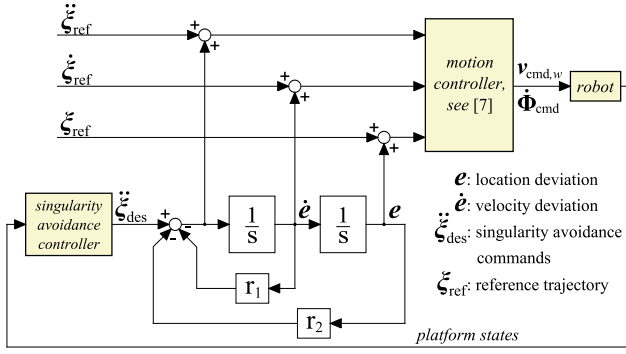 ξ̈ref
+
+
ξ̇ref
+
+
ξref
+
+
motion
controller,
see [7]
vcmd,w
Φ̇cmd
robot
singularity
avoidance
controller
ξ̈des
+
-
-
1
s
ė
1
s
e
r1
r2
e: location deviation
ė: velocity deviation
ξ̈des: singularity avoidance
commands
ξref: reference trajectory
platform states